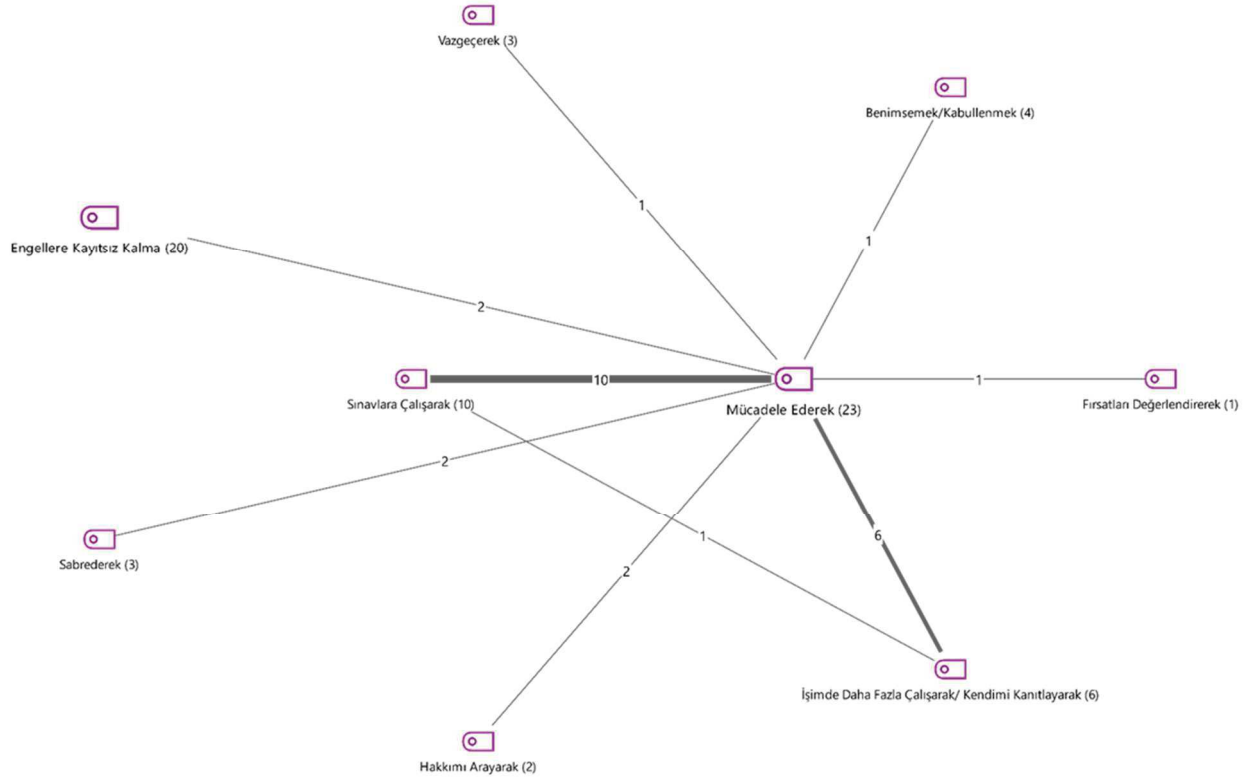 Vazgeçerek (3)
Benimsemek/Kabullenmek (4)
1
Engellere Kayıtsız Kalma (20)
1
2
10
1
Sınavlara Çalışarak (10)
Mücadele Ederek (23)
Fırsatları Değerlendirerek (1)
2
1
6
Sabrederek (3)
2
İşimde Daha Fazla Çalışarak/ Kendimi Kanıtlayarak (6)
Hakkımı Arayarak (2)